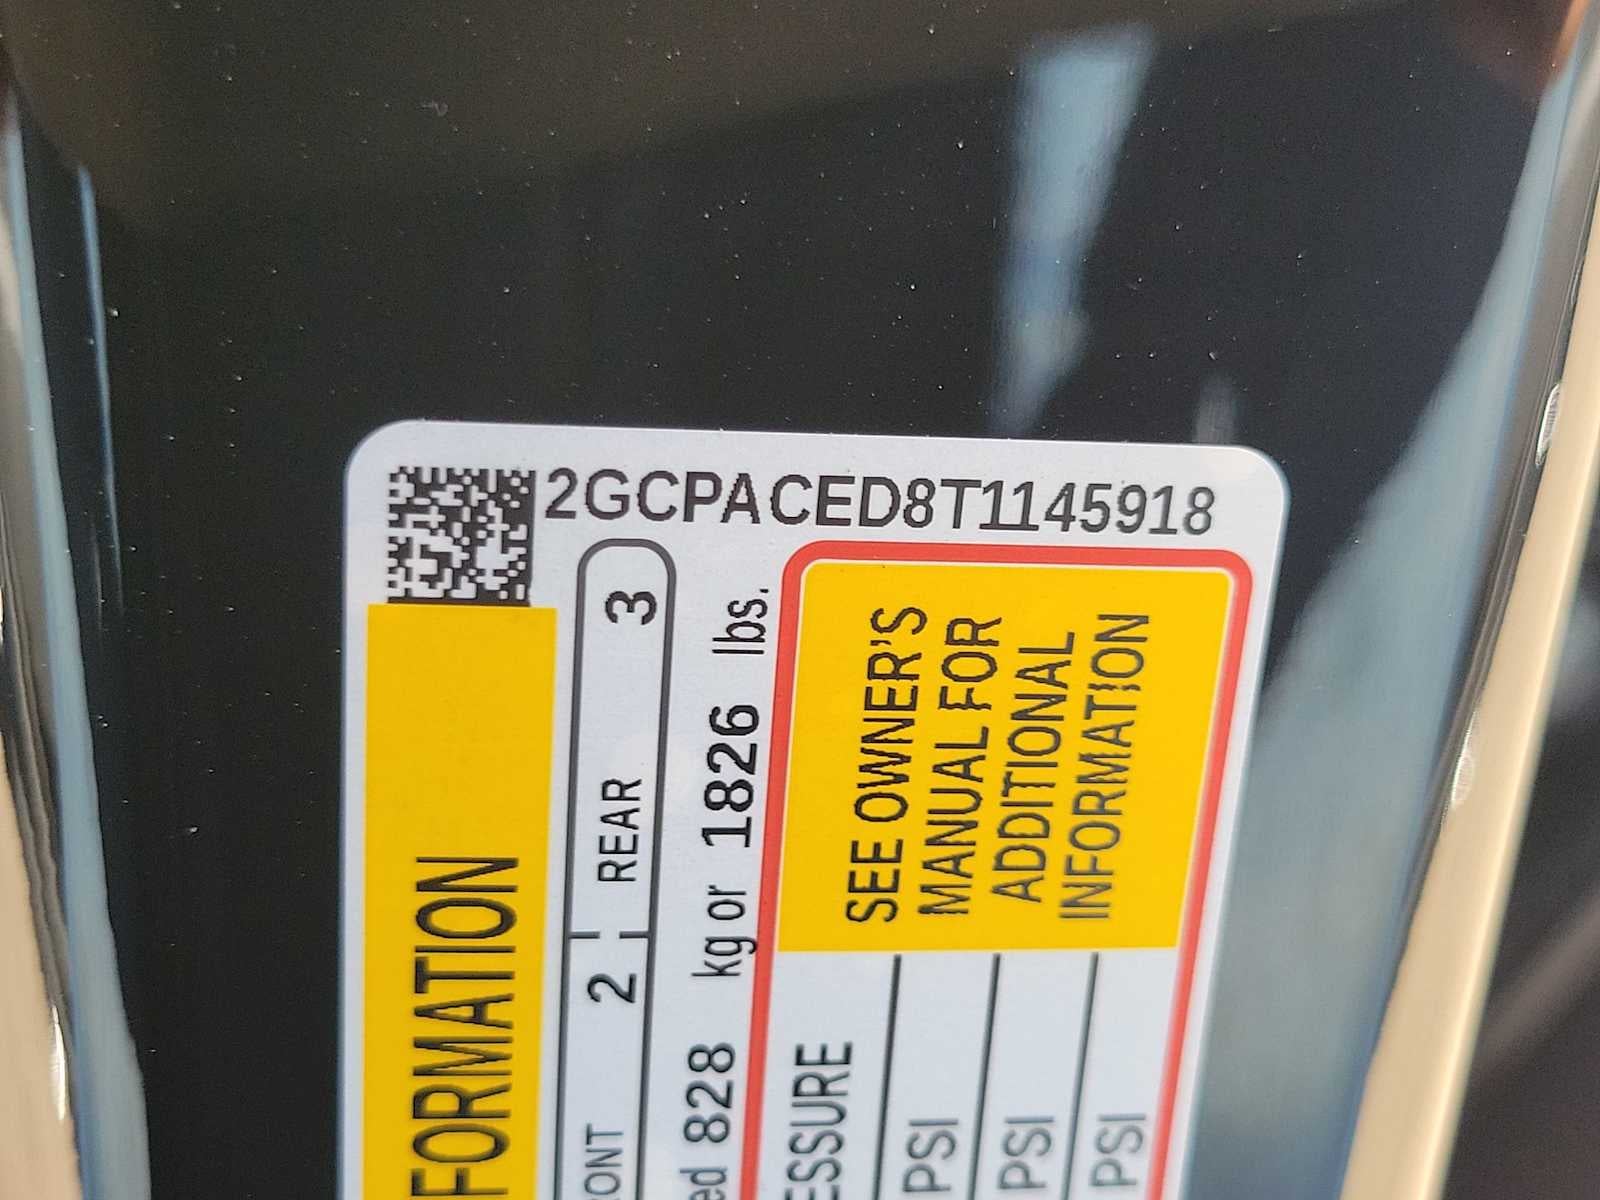 2GCPACED8T1145918
FORMATION
ONT 2 REAR 3
ed 828 kg or 1826 lbs.
ESSURE
PSI
PSI
PSI
SEE OWNER'S
MANUAL FOR
ADDITIONAL
INFORMATION